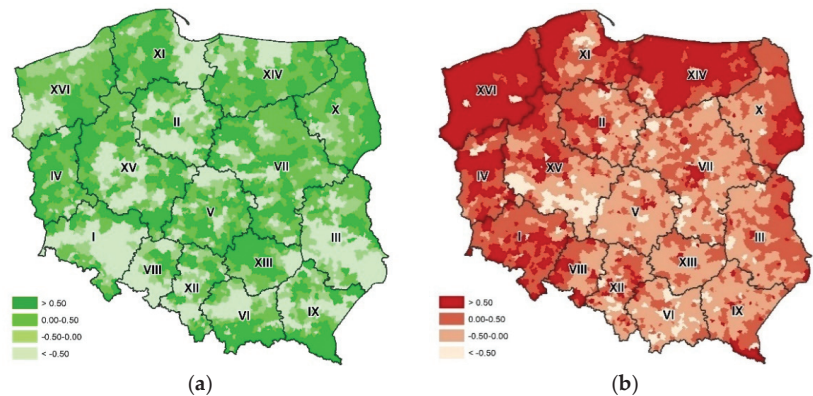 XI
XIV
XVI
X
II
IV
XV
VII
V
I
III
VIII
XIII
XII
VI
IX
> 0.50
0.00-0.50
-0.50-0.00
< -0.50
(a)
XI
XIV
XVI
X
II
IV
XV
VII
V
I
III
VIII
XIII
XII
VI
IX
> 0.50
0.00-0.50
-0.50-0.00
< -0.50
(b)